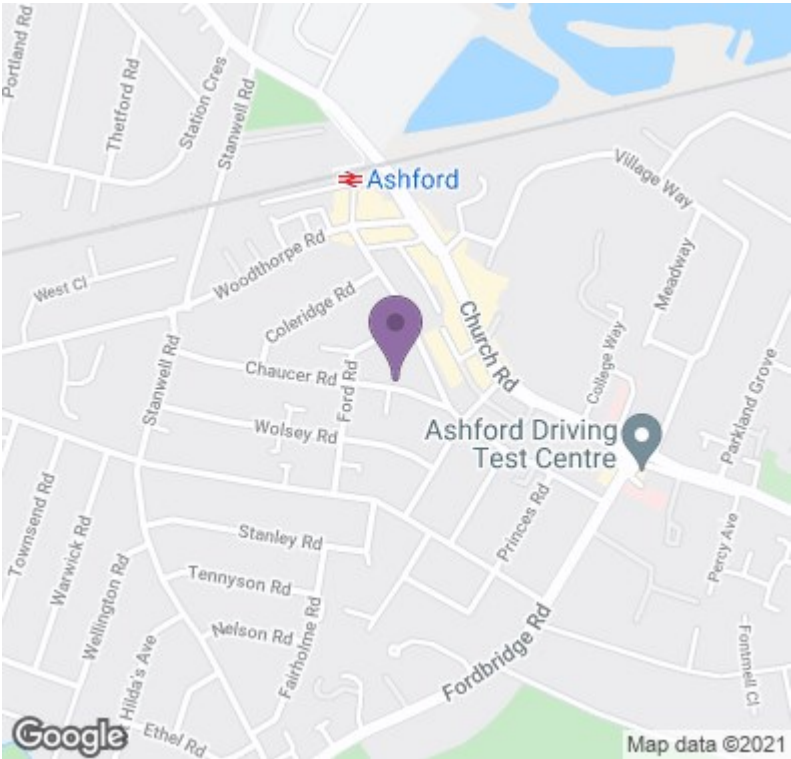 Portland Rd
Thetford Rd
Station Cres
Stanwell Rd
Ashford
Village Way
Woodthorpe Rd
Meadway
West Cl
Coleridge Rd
Church Rd
College Way
Stanwell Rd
Chaucer Rd
Ford Rd
Parkland Grove
Wolsey Rd
Ashford Driving
Test Centre
Townsend Rd
Warwick Rd
Princes Rd
Percy Ave
Stanley Rd
Wellington Rd
Tennyson Rd
Nelson Rd
Fairholme Rd
Fordbridge Rd
Fontmell Cl
Hilda's Ave
Ethel Rd
Google
Map data ©2021